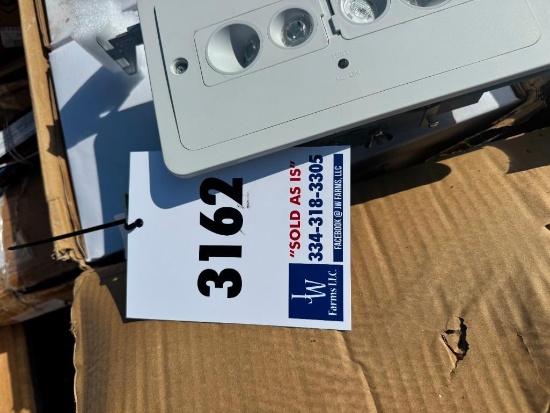 3162
"SOLD AS IS"
334-318-3305
FACEBOOK @ JW FARMS, LLC
JW
Farms LLC.